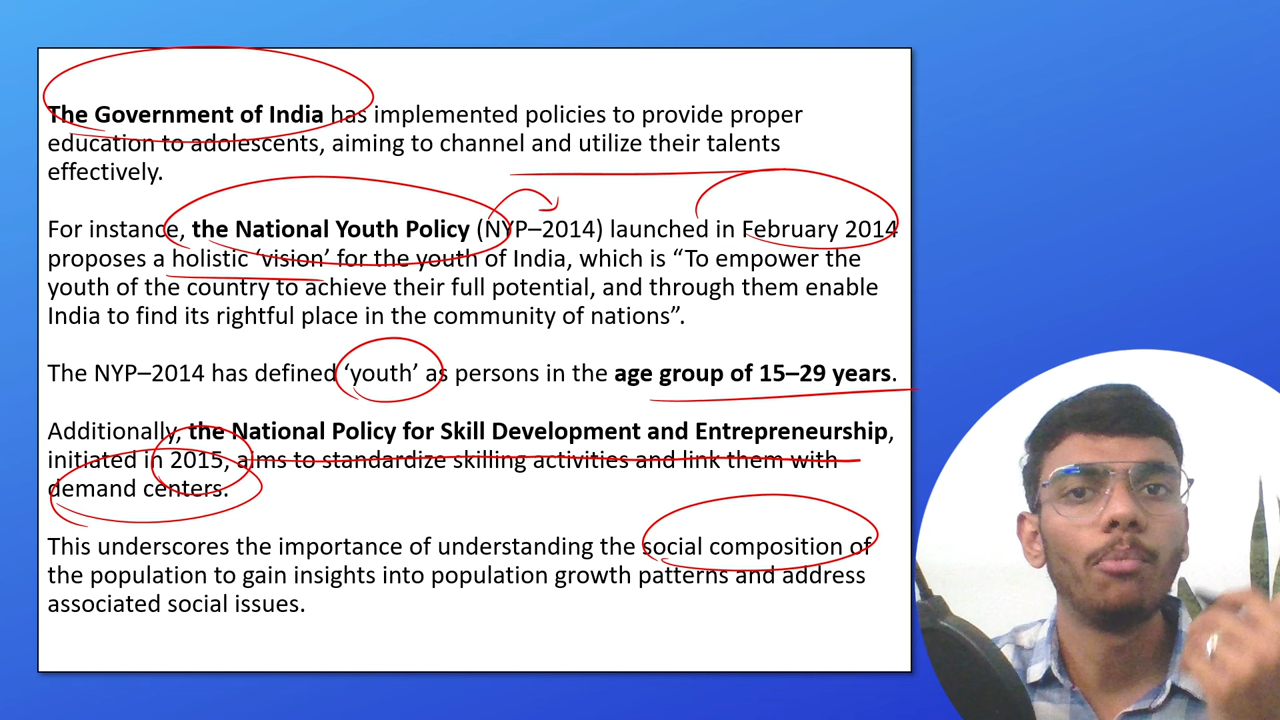 The Government of India has implemented policies to provide proper
education to adolescents, aiming to channel and utilize their talents
effectively.
For instance, the National Youth Policy (NYP–2014) launched in February 2014
proposes a holistic ‘vision’ for the youth of India, which is “To empower the
youth of the country to achieve their full potential, and through them enable
India to find its rightful place in the community of nations”.
The NYP–2014 has defined ‘youth’ as persons in the age group of 15–29 years.
Additionally, the National Policy for Skill Development and Entrepreneurship,
initiated in 2015, aims to standardize skilling activities and link them with
demand centers.
This underscores the importance of understanding the social composition of
the population to gain insights into population growth patterns and address
associated social issues.